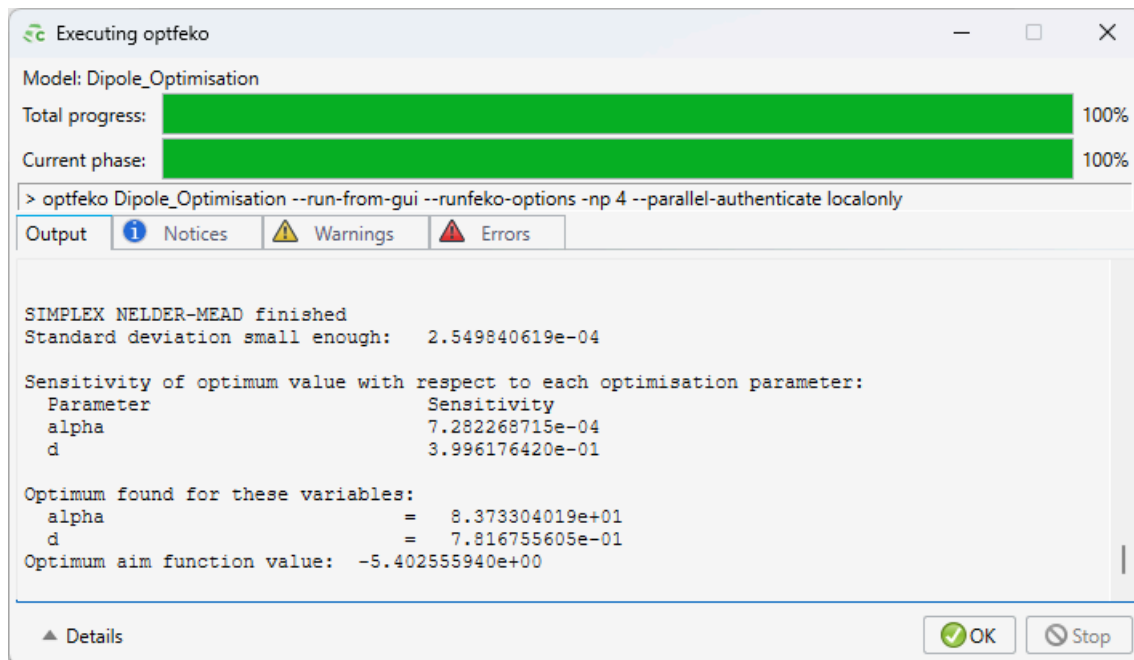 Executing optfeko
Model: Dipole_Optimisation
Total progress: 100%
Current phase: 100%
> optfeko Dipole_Optimisation --run-from-gui --runfeko-options -np 4 --parallel-authenticate localonly
Output Notices Warnings Errors
SIMPLEX NELDER-MEAD finished
Standard deviation small enough: 2.549840619e-04
Sensitivity of optimum value with respect to each optimisation parameter:
Parameter Sensitivity
alpha 7.282268715e-04
d 3.996176420e-01
Optimum found for these variables:
alpha = 8.373304019e+01
d = 7.816755605e-01
Optimum aim function value: -5.402555940e+00
Details OK Stop